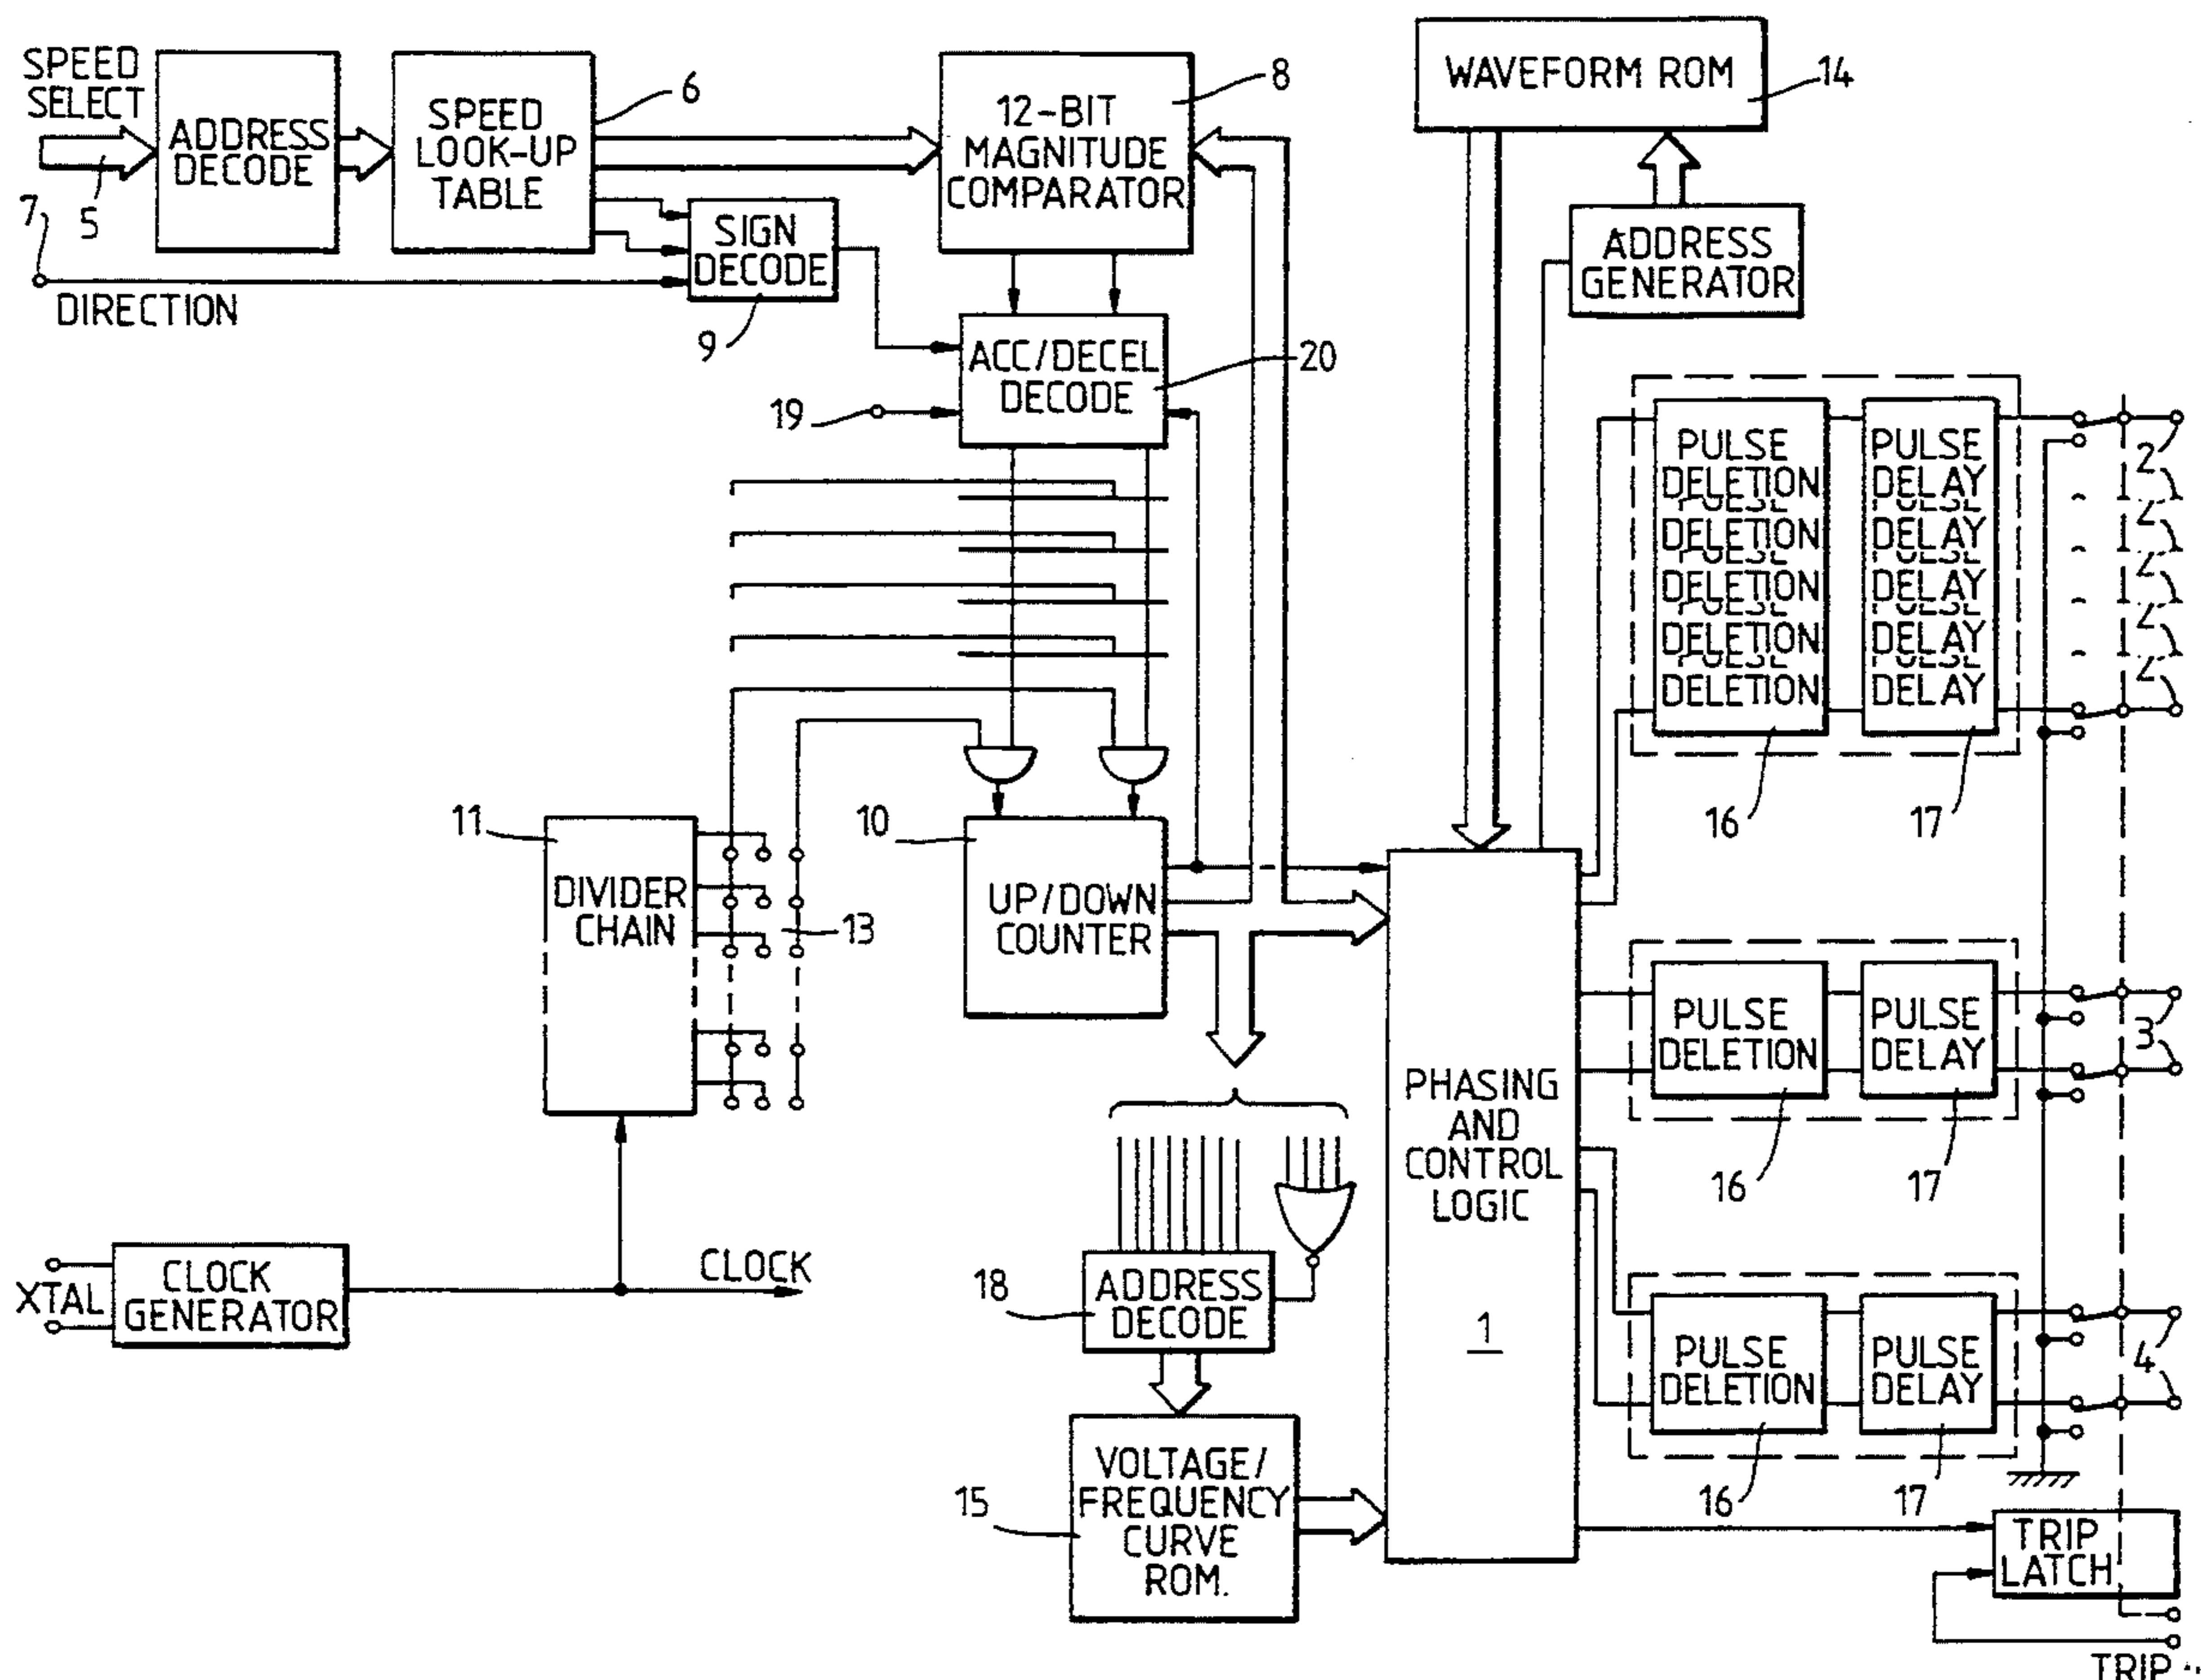 SPEED
SELECT
5
7
DIRECTION
ADDRESS
DECODE
SPEED
LOOK-UP
TABLE
6
SIGN
DECODE
9
12-BIT
MAGNITUDE
COMPARATOR
8
ACC/DECEL
DECODE
20
19
WAVEFORM ROM
14
ADDRESS
GENERATOR
PULSE
DELETION
DELETION
DELETION
DELETION
DELETION
16
PULSE
DELAY
DELAY
DELAY
DELAY
DELAY
17
2
11
DIVIDER
CHAIN
13
10
UP/DOWN
COUNTER
PULSE
DELETION
16
PULSE
DELAY
17
3
PHASING
AND
CONTROL
LOGIC
1
XTAL
CLOCK
GENERATOR
CLOCK
18
ADDRESS
DECODE
PULSE
DELETION
16
PULSE
DELAY
17
4
15
VOLTAGE/
FREQUENCY
CURVE
ROM.
TRIP
LATCH
TRIP